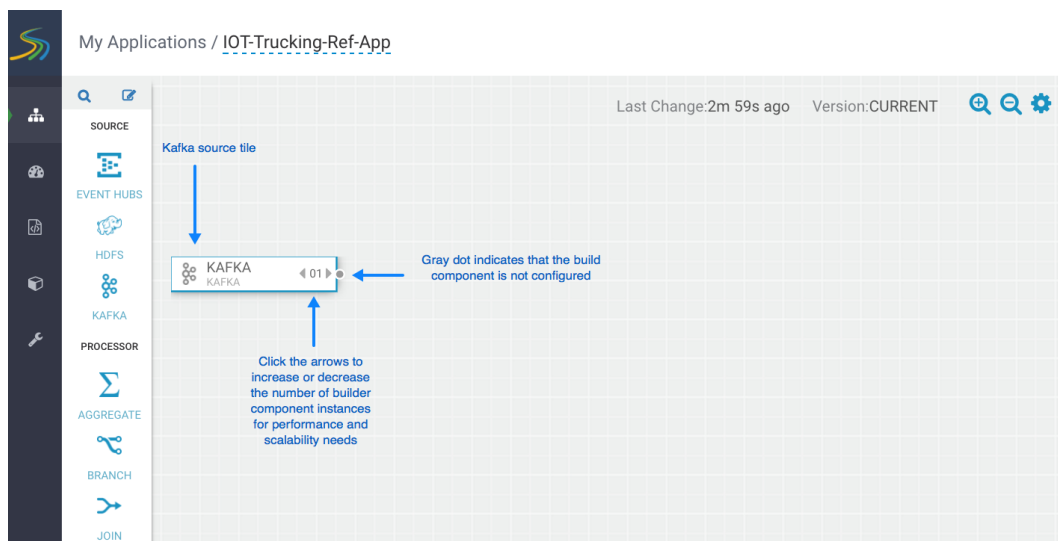 My Applications / IOT-Trucking-Ref-App
Last Change:2m 59s ago Version:CURRENT
SOURCE
EVENT HUBS
HDFS
KAFKA
PROCESSOR
AGGREGATE
BRANCH
JOIN
Kafka source tile
KAFKA
KAFKA
01
Gray dot indicates that the build
component is not configured
Click the arrows to
increase or decrease
the number of builder
component instances
for performance and
scalability needs